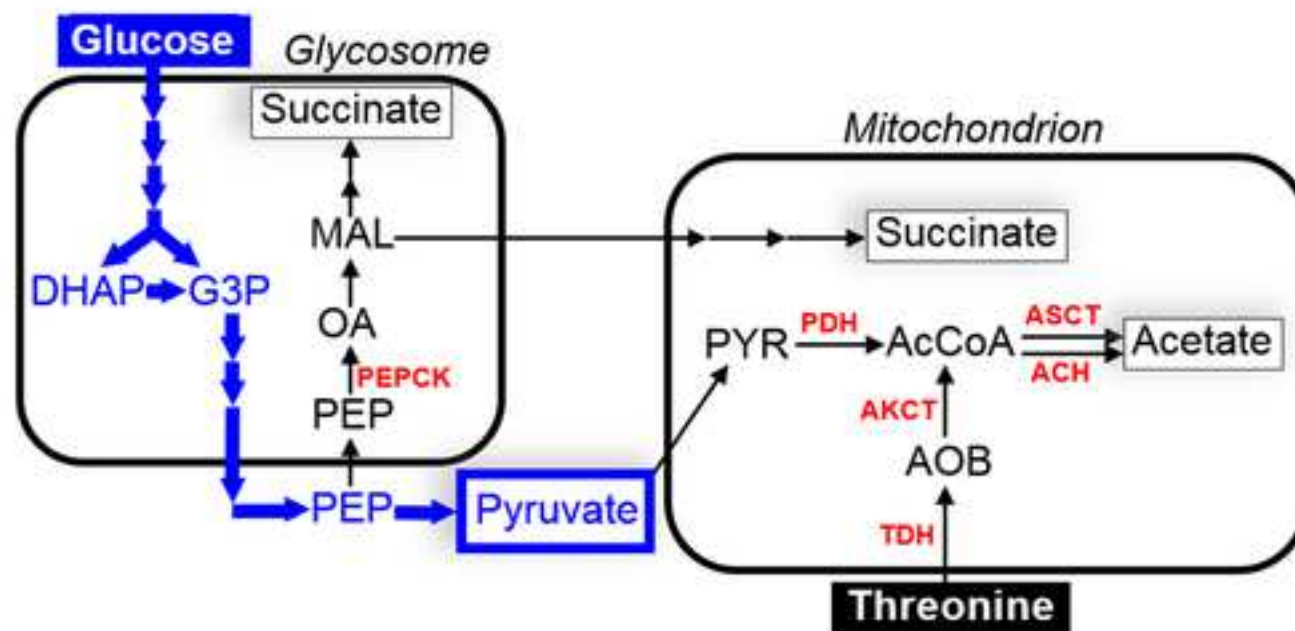 Glucose
Glycosome
Succinate
Mitochondrion
MAL
Succinate
DHAP
G3P
OA
PDH
ASCT
PYR
AcCoA
Acetate
PEPCK
ACH
PEP
AKCT
AOB
PEP
Pyruvate
TDH
Threonine